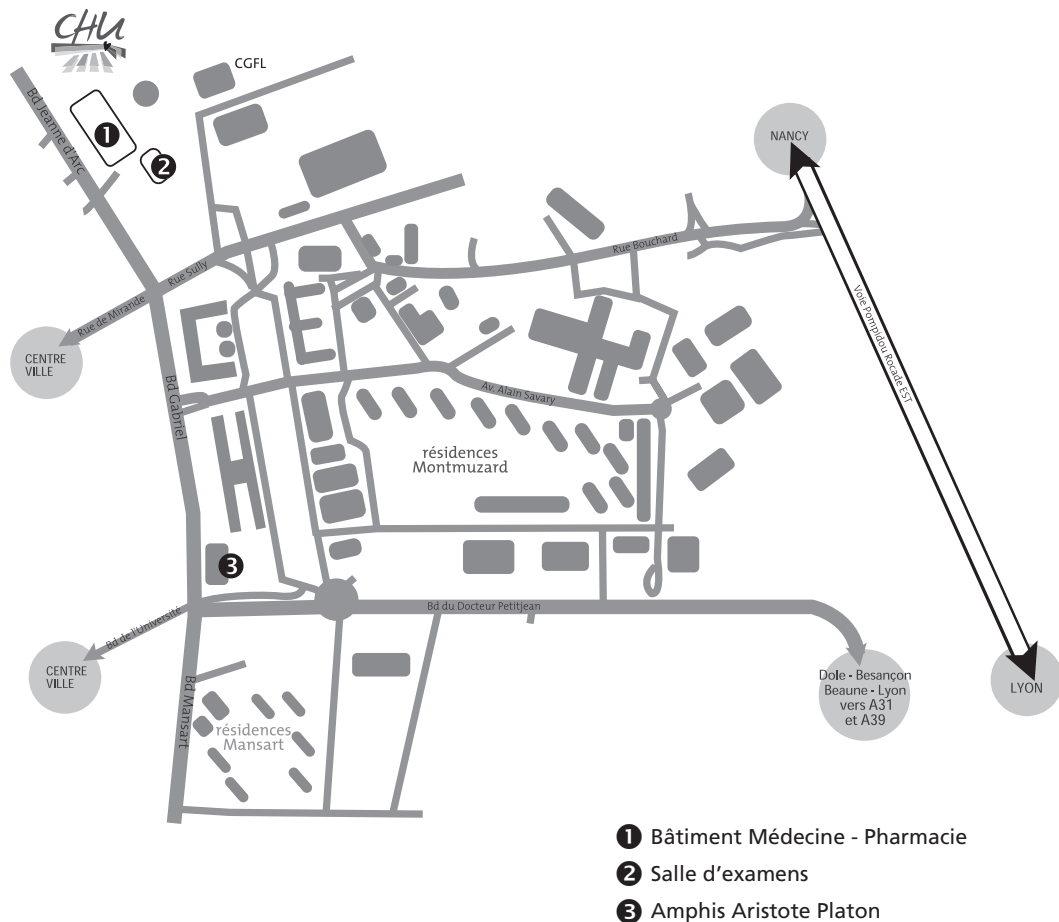 CHU
CGFL
Bd Jeanne d'Arc
1
2
NANCY
Rue Bouchard
Rue Sully
Rue de Mirande
CENTRE
VILLE
Voie Pompidou Rocade EST
Bd Gabriel
Av. Alain Savary
résidences
Montmuzard
3
Bd du Docteur Petitjean
Bd de l'Université
CENTRE
VILLE
Bd Mansart
Dole - Besançon
Beaune - Lyon
vers A31
et A39
LYON
résidences
Mansart
1 Bâtiment Médecine - Pharmacie
2 Salle d’examens
3 Amphis Aristote Platon